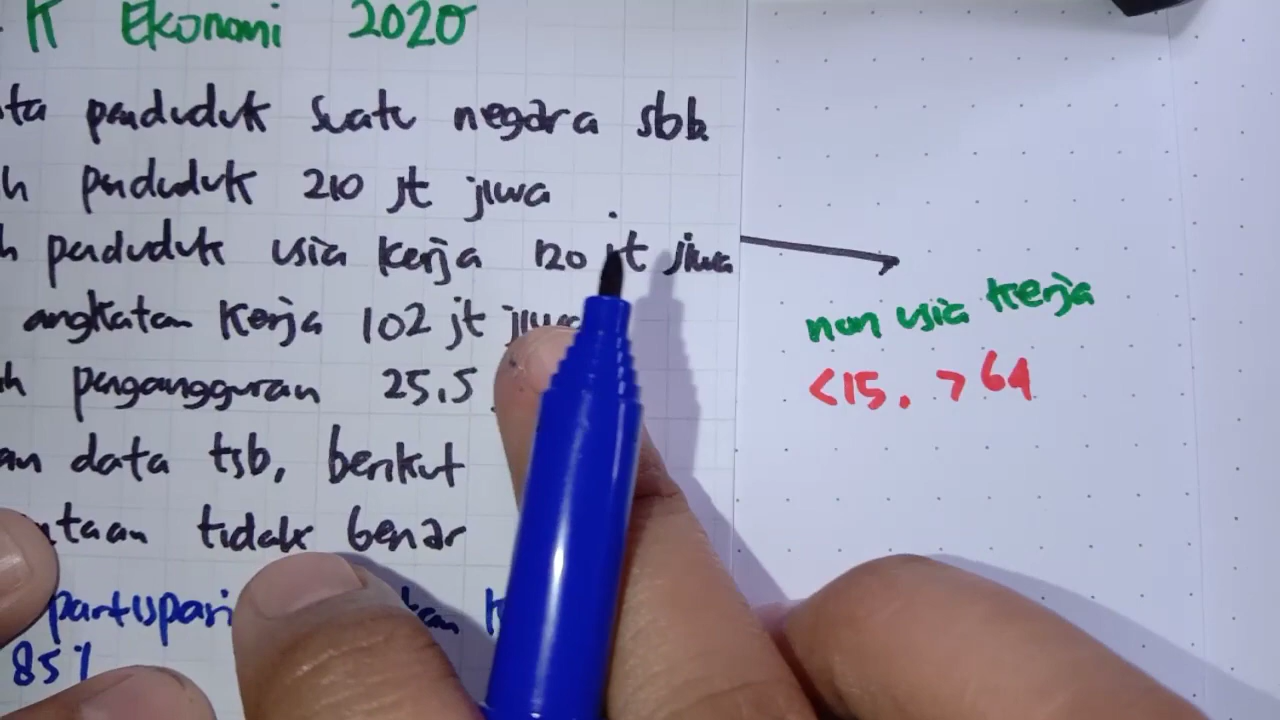 K Ekonomi 2020
ta penduduk suatu negara sbb.
h penduduk 210 jt jiwa
h penduduk usia kerja 120 jt jiwa
angkatan kerja 102 jt jiwa
h pengangguran 25,5
an data tsb, berikut
ntaan tidak benar
partisipasi
85%
non usia kerja
<15, >64